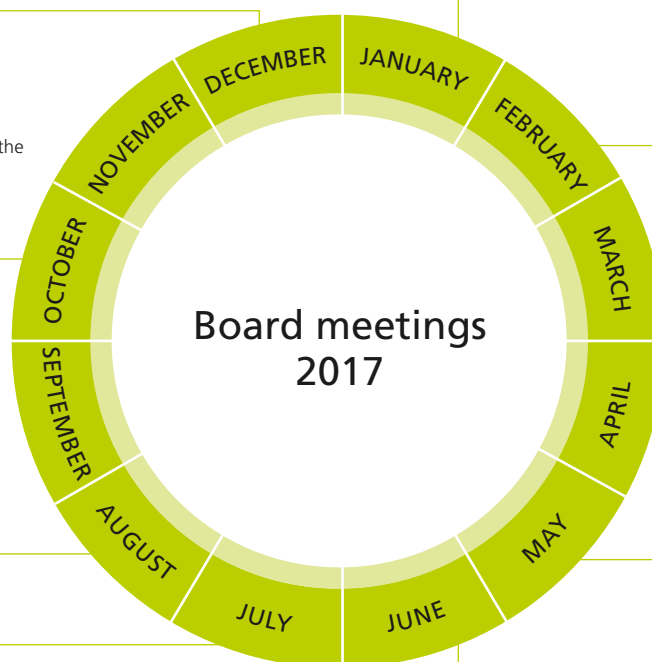 the
Board meetings
2017
JANUARY
FEBRUARY
MARCH
APRIL
MAY
JUNE
JULY
AUGUST
SEPTEMBER
OCTOBER
NOVEMBER
DECEMBER